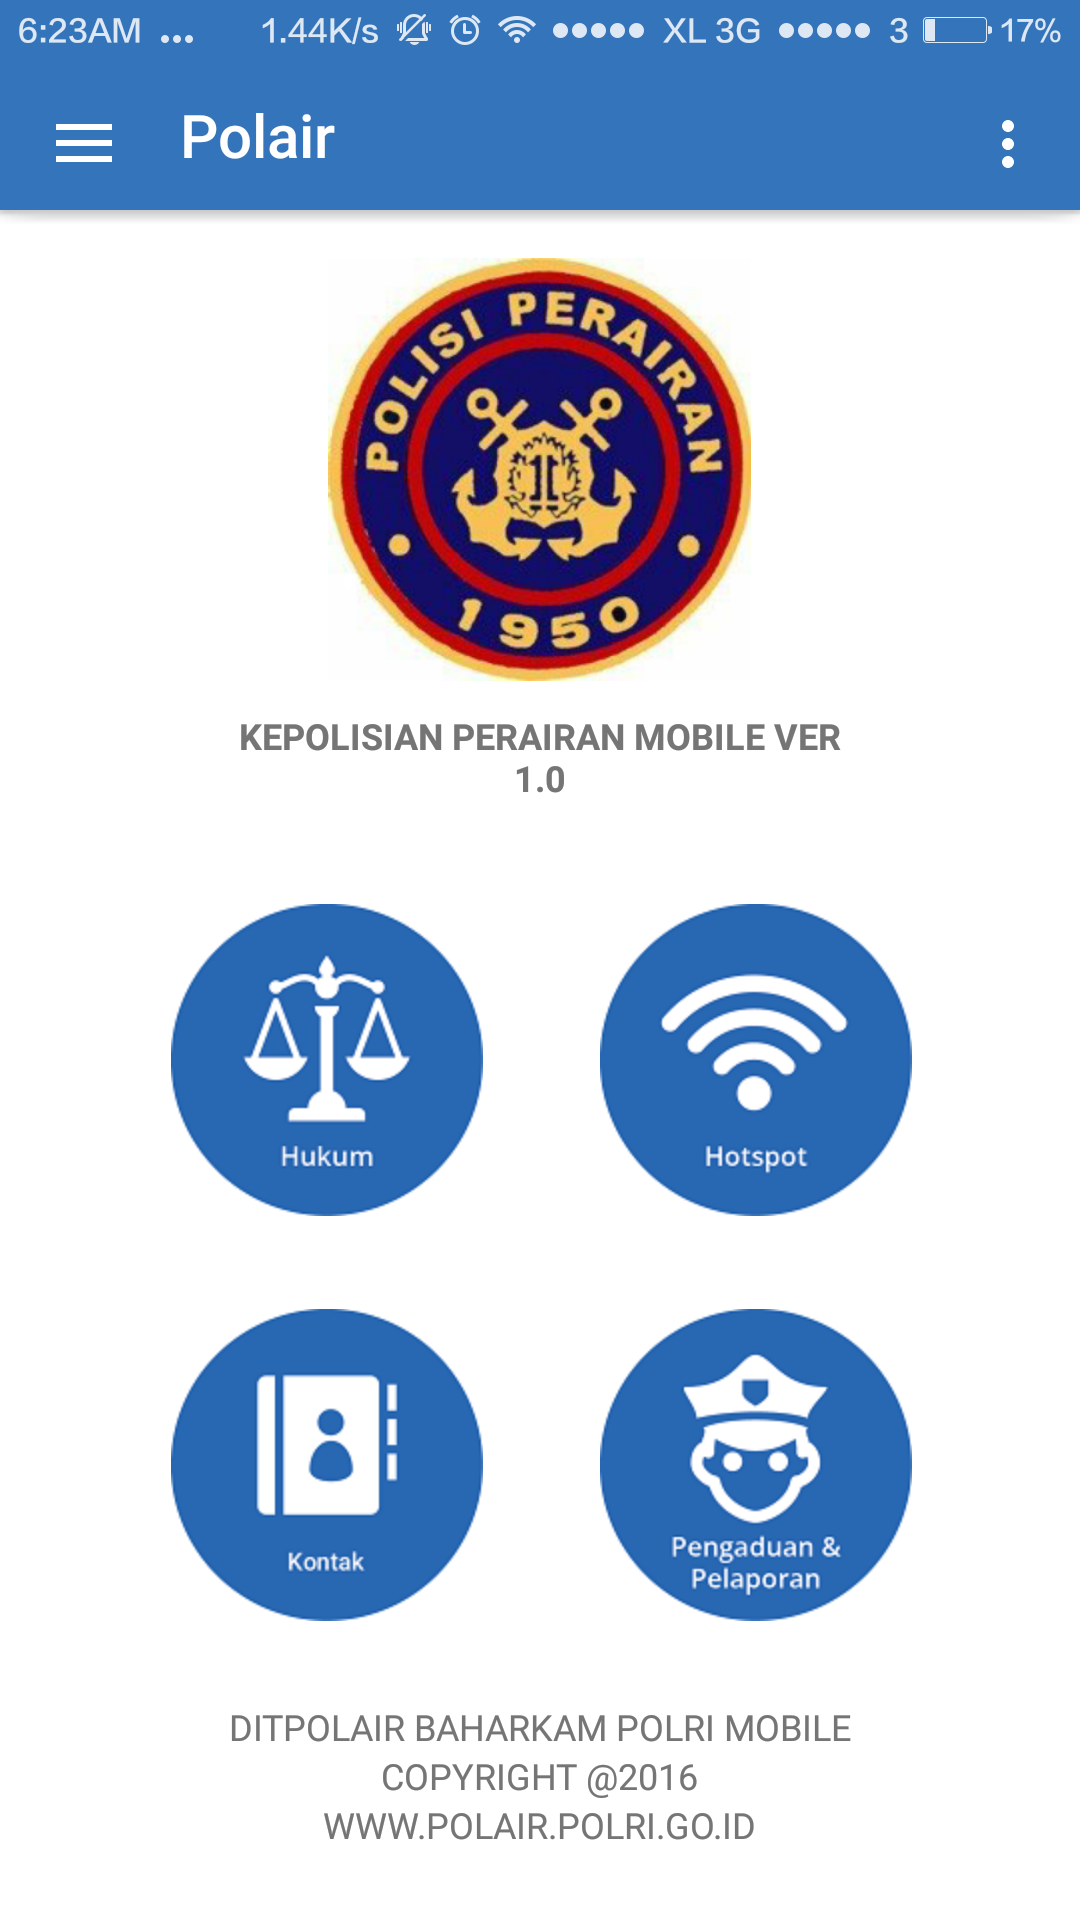 6:23AM ... 1.44K/s XL 3G 3 17%
Polair
POLISI PERAIRAN
1950
KEPOLISIAN PERAIRAN MOBILE VER
1.0
Hukum
Hotspot
Kontak
Pengaduan &
Pelaporan
DITPOLAIR BAHARKAM POLRI MOBILE
COPYRIGHT @2016
WWW.POLAIR.POLRI.GO.ID